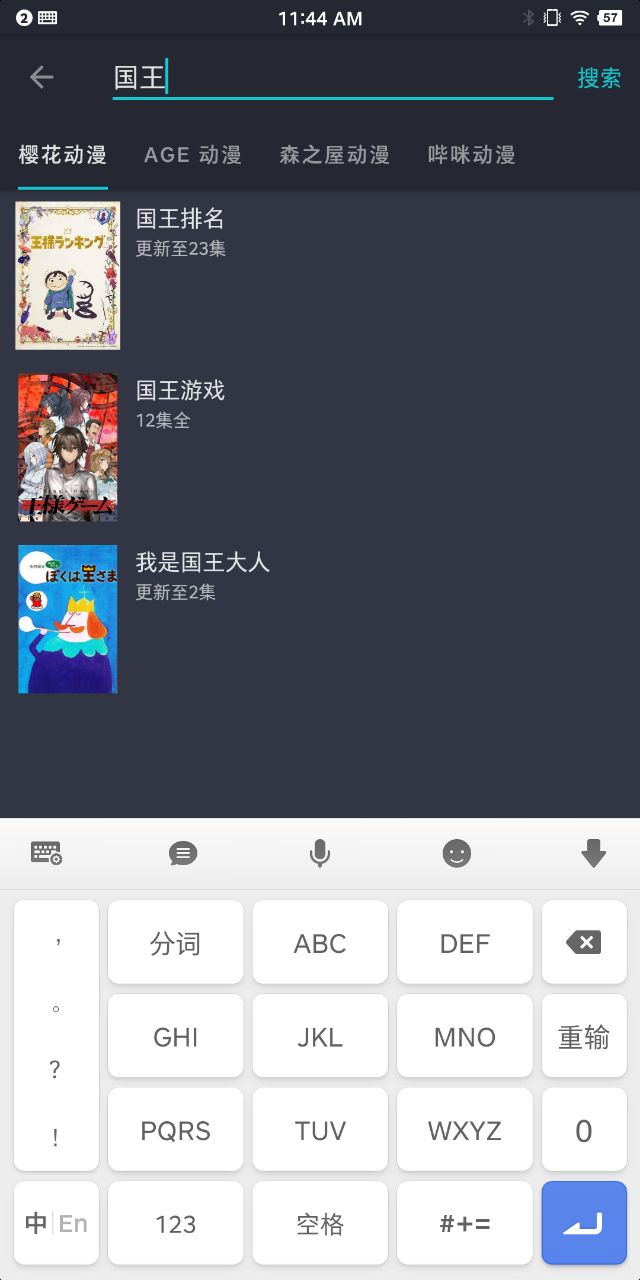 2
11:44 AM
57
国王
搜索
樱花动漫
AGE 动漫
森之屋动漫
哔咪动漫
王様ランキング
国王排名
更新至23集
王様ゲーム
国王游戏
12集全
ぼくは王さま
我是国王大人
更新至2集
，
分词
ABC
DEF
。
GHI
JKL
MNO
重输
?
!
PQRS
TUV
WXYZ
0
中 En
123
空格
#+=